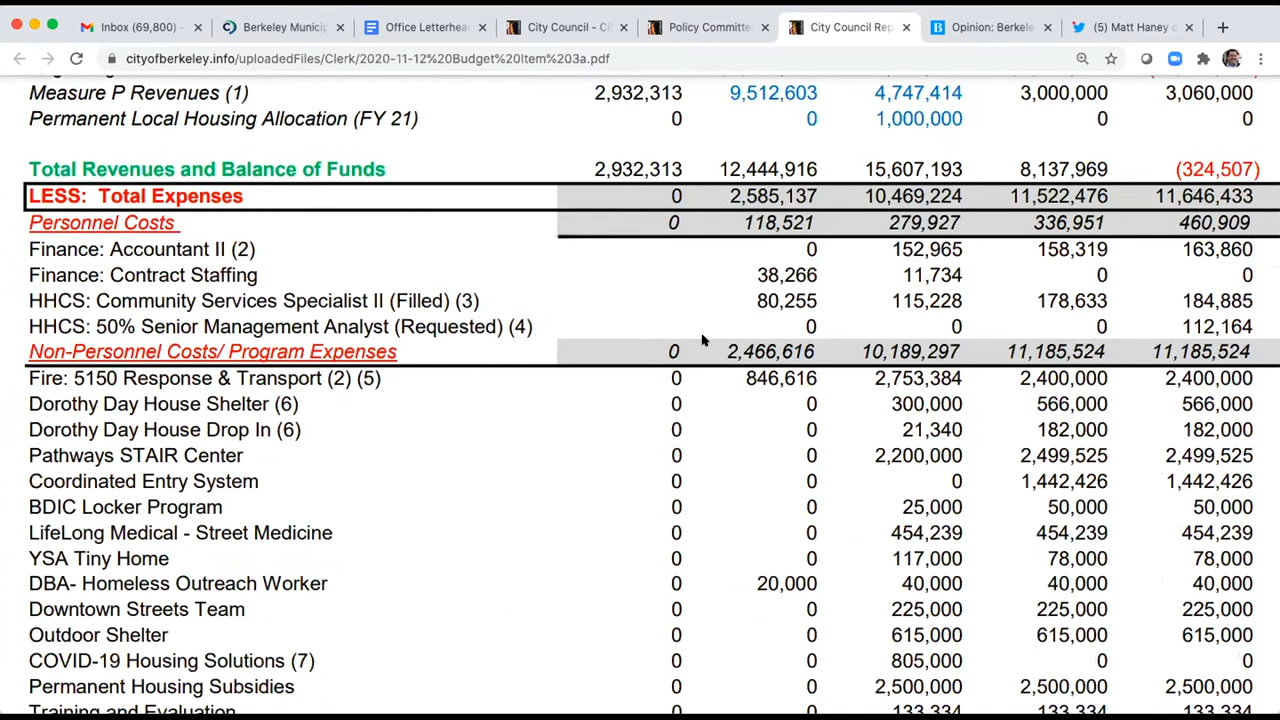 Inbox (69,800) -
Berkeley Municip
Office Letterhea
City Council - Ci
Policy Committe
City Council Rep
Opinion: Berkele
(5) Matt Haney o
cityofberkeley.info/uploadedFiles/Clerk/2020-11-12%20Budget%20Item%203a.pdf
Measure P Revenues (1) 2,932,313 9,512,603 4,747,414 3,000,000 3,060,000
Permanent Local Housing Allocation (FY 21) 0 0 1,000,000 0 0
Total Revenues and Balance of Funds 2,932,313 12,444,916 15,607,193 8,137,969 (324,507)
LESS: Total Expenses 0 2,585,137 10,469,224 11,522,476 11,646,433
Personnel Costs 0 118,521 279,927 336,951 460,909
Finance: Accountant II (2) 0 152,965 158,319 163,860
Finance: Contract Staffing 38,266 11,734 0 0
HHCS: Community Services Specialist II (Filled) (3) 80,255 115,228 178,633 184,885
HHCS: 50% Senior Management Analyst (Requested) (4) 0 0 0 112,164
Non-Personnel Costs/ Program Expenses 0 2,466,616 10,189,297 11,185,524 11,185,524
Fire: 5150 Response & Transport (2) (5) 0 846,616 2,753,384 2,400,000 2,400,000
Dorothy Day House Shelter (6) 0 0 300,000 566,000 566,000
Dorothy Day House Drop In (6) 0 0 21,340 182,000 182,000
Pathways STAIR Center 0 0 2,200,000 2,499,525 2,499,525
Coordinated Entry System 0 0 0 1,442,426 1,442,426
BDIC Locker Program 0 0 25,000 50,000 50,000
LifeLong Medical - Street Medicine 0 0 454,239 454,239 454,239
YSA Tiny Home 0 0 117,000 78,000 78,000
DBA- Homeless Outreach Worker 0 20,000 40,000 40,000 40,000
Downtown Streets Team 0 0 225,000 225,000 225,000
Outdoor Shelter 0 0 615,000 615,000 615,000
COVID-19 Housing Solutions (7) 0 0 805,000 0 0
Permanent Housing Subsidies 0 0 2,500,000 2,500,000 2,500,000
Training and Evaluation 0 0 133,334 133,334 133,334